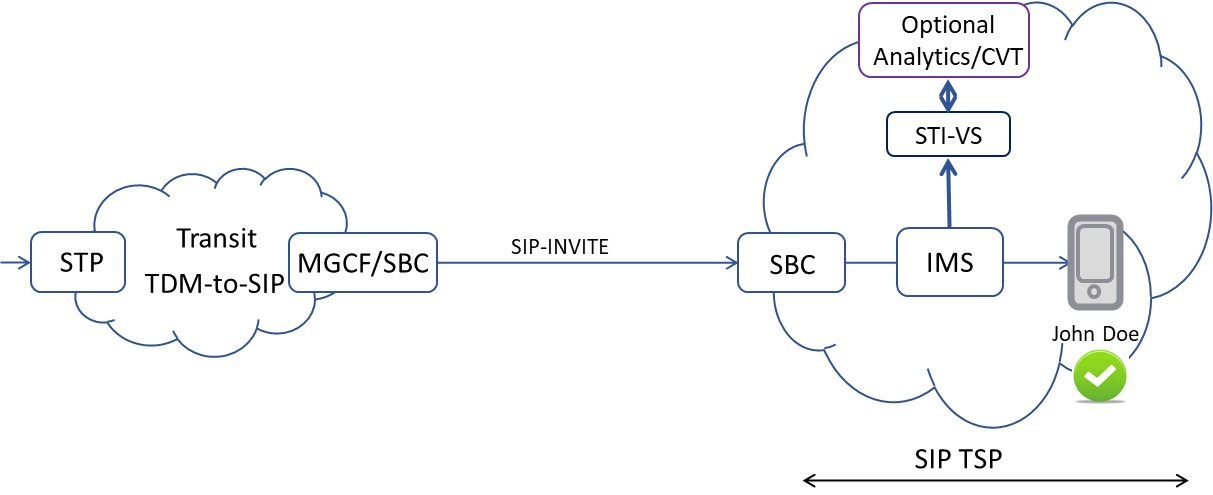 Optional
Analytics/CVT
STI-VS
Transit
TDM-to-SIP
STP
MGCF/SBC
SIP-INVITE
SBC
IMS
John Doe
SIP TSP